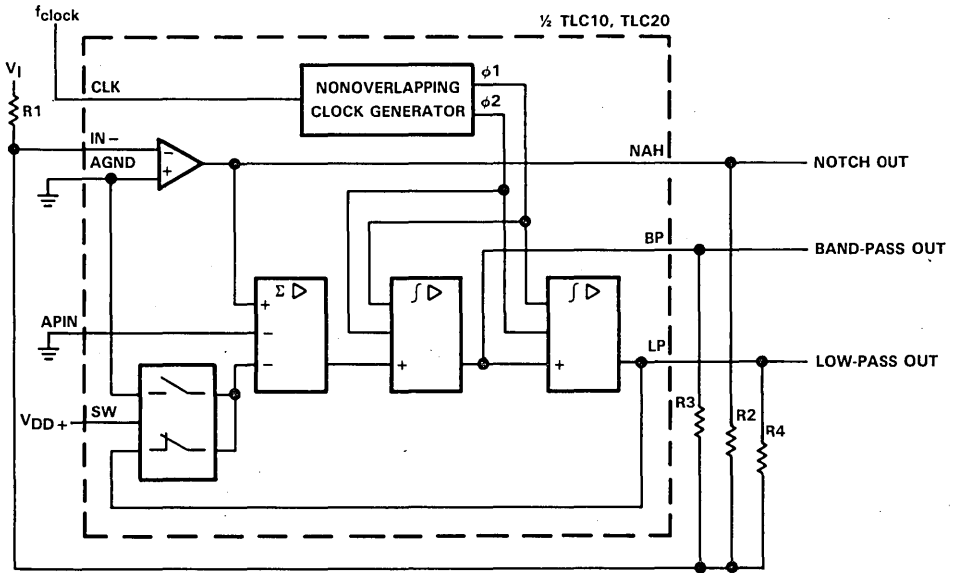 fclock
½ TLC10, TLC20
VI
CLK
NONOVERLAPPING
CLOCK GENERATOR
ϕ1
ϕ2
R1
IN −
AGND
−
+
NAH
NOTCH OUT
BP
BAND-PASS OUT
Σ ▷
∫ ▷
∫ ▷
+
APIN
−
−
+
+
LP
LOW-PASS OUT
VDD+
SW
R3
R2
R4